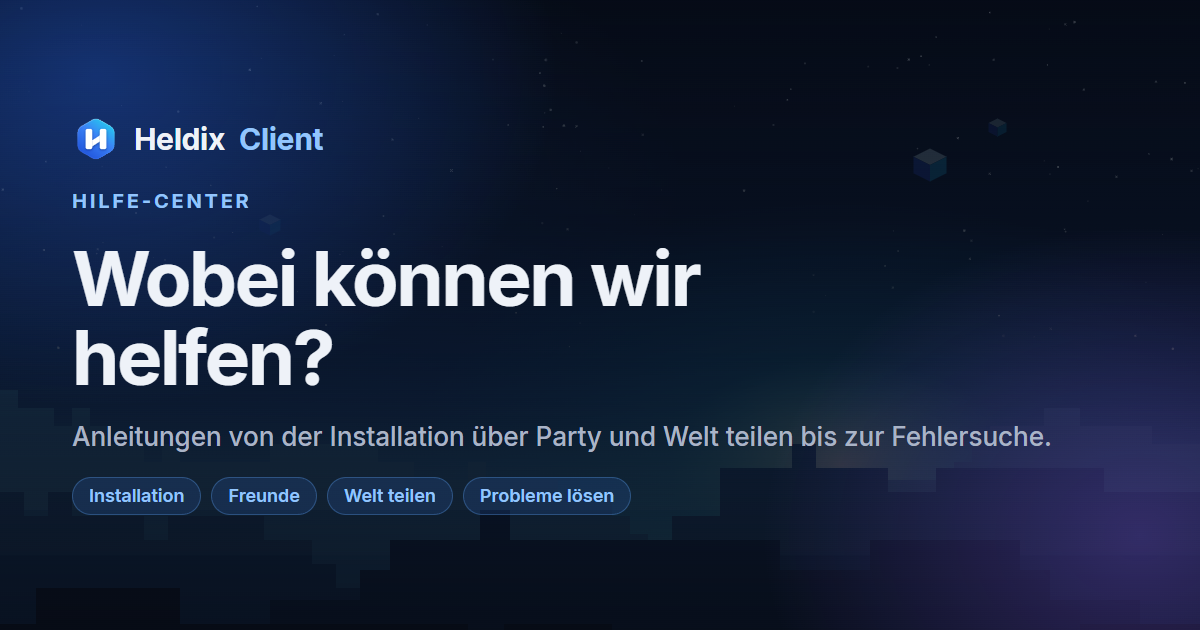 Heldix Client
HILFE-CENTER
Wobei können wir
helfen?
Anleitungen von der Installation über Party und Welt teilen bis zur Fehlersuche.
Installation Freunde Welt teilen Probleme lösen